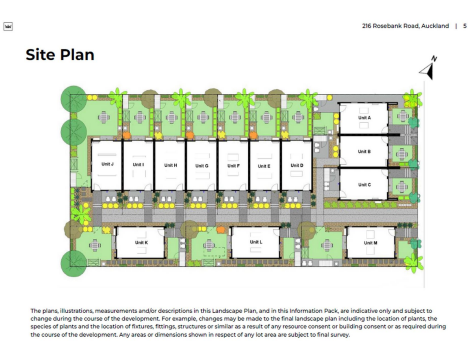 216 Rosebank Road, Auckland | 5
Site Plan
N
Unit A
Unit B
Unit C
Unit J
Unit I
Unit H
Unit G
Unit F
Unit E
Unit D
Unit K
Unit L
Unit M
The plans, illustrations, measurements and/or descriptions in this Landscape Plan, and in this Information Pack, are indicative only and subject to
change during the course of the development. For example, changes may be made to the final landscape plan including the location of plants, the
species of plants and the location of fixtures, fittings, structures or similar as a result of any resource consent or building consent or as required during
the course of the development. Any areas or dimensions shown in respect of any lot area are subject to final survey.